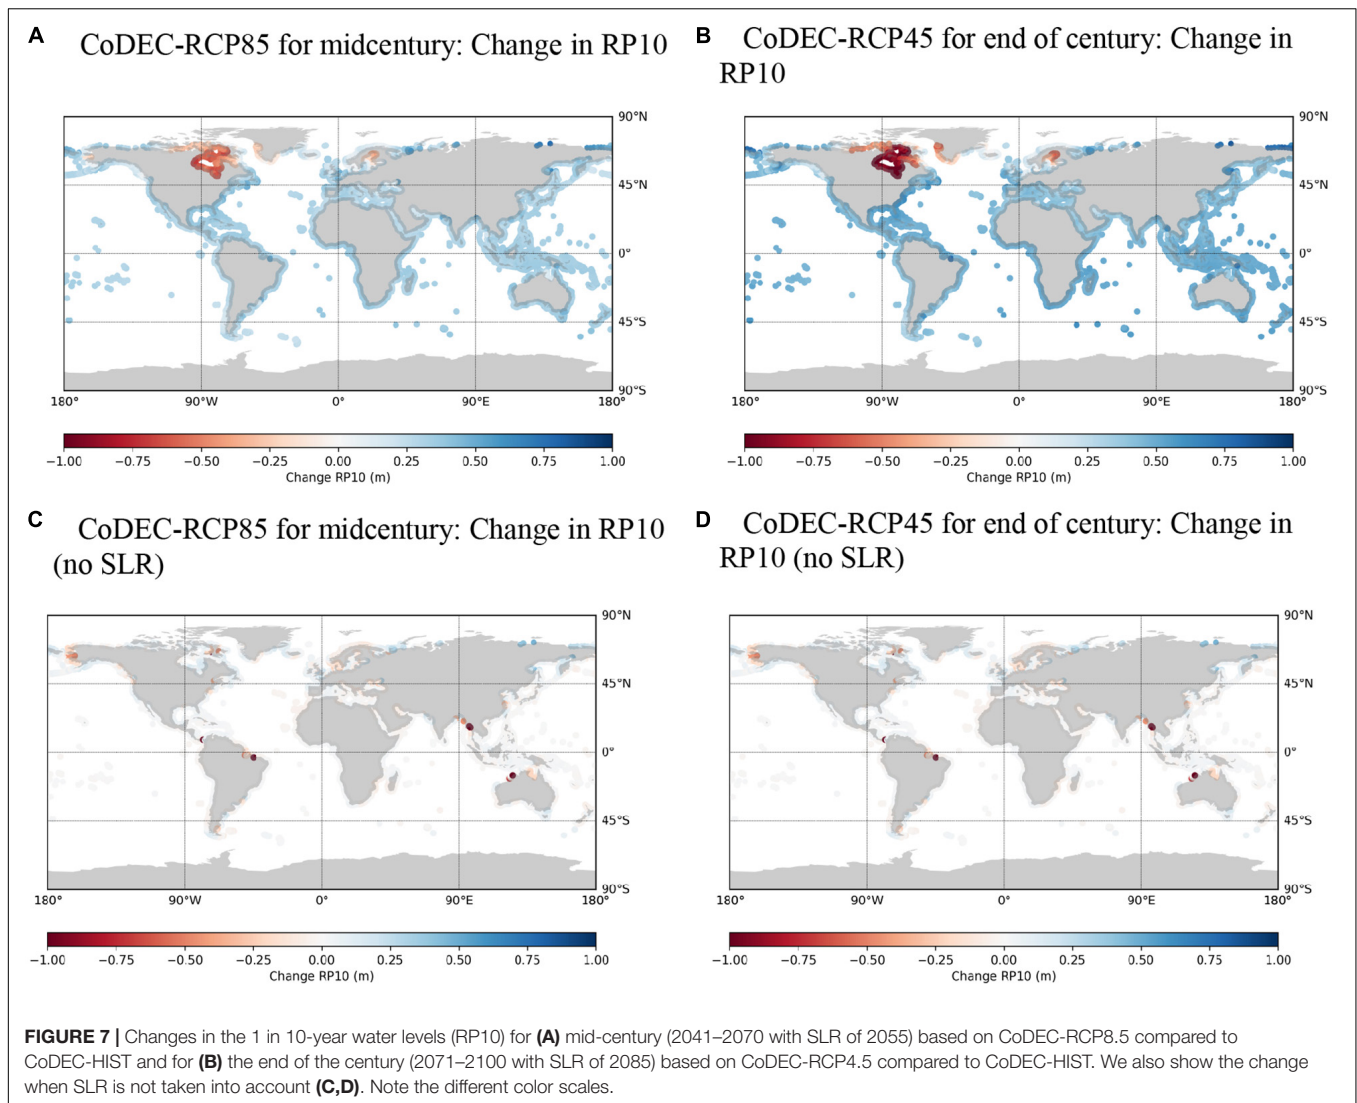 A
CoDEC-RCP85 for midcentury: Change in RP10
90°N
45°N
0°
45°S
90°S
180°
90°W
0°
90°E
180°
−1.00
−0.75
−0.50
−0.25
0.00
0.25
0.50
0.75
1.00
Change RP10 (m)
B
CoDEC-RCP45 for end of century: Change in
RP10
90°N
45°N
0°
45°S
90°S
180°
90°W
0°
90°E
180°
−1.00
−0.75
−0.50
−0.25
0.00
0.25
0.50
0.75
1.00
Change RP10 (m)
C
CoDEC-RCP85 for midcentury: Change in RP10
(no SLR)
90°N
45°N
0°
45°S
90°S
180°
90°W
0°
90°E
180°
−1.00
−0.75
−0.50
−0.25
0.00
0.25
0.50
0.75
1.00
Change RP10 (m)
D
CoDEC-RCP45 for end of century: Change in
RP10 (no SLR)
90°N
45°N
0°
45°S
90°S
180°
90°W
0°
90°E
180°
−1.00
−0.75
−0.50
−0.25
0.00
0.25
0.50
0.75
1.00
Change RP10 (m)
FIGURE 7 | Changes in the 1 in 10-year water levels (RP10) for (A) mid-century (2041–2070 with SLR of 2055) based on CoDEC-RCP8.5 compared to
CoDEC-HIST and for (B) the end of the century (2071–2100 with SLR of 2085) based on CoDEC-RCP4.5 compared to CoDEC-HIST. We also show the change
when SLR is not taken into account (C,D). Note the different color scales.